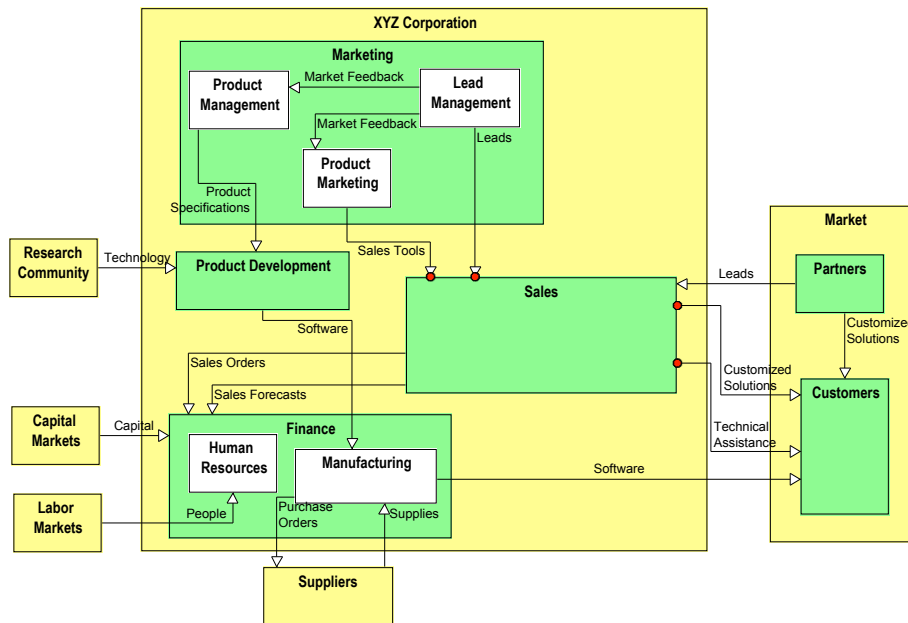 XYZ Corporation
Marketing
Product
Management
Market Feedback
Lead
Management
Market Feedback
Leads
Product
Marketing
Product
Specifications
Market
Research
Community
Technology
Product Development
Sales Tools
Leads
Partners
Sales
Software
Customized
Solutions
Sales Orders
Customized
Solutions
Sales Forecasts
Customers
Capital
Markets
Capital
Finance
Technical
Assistance
Human
Resources
Manufacturing
Software
Labor
Markets
People
Purchase
Orders
Supplies
Suppliers